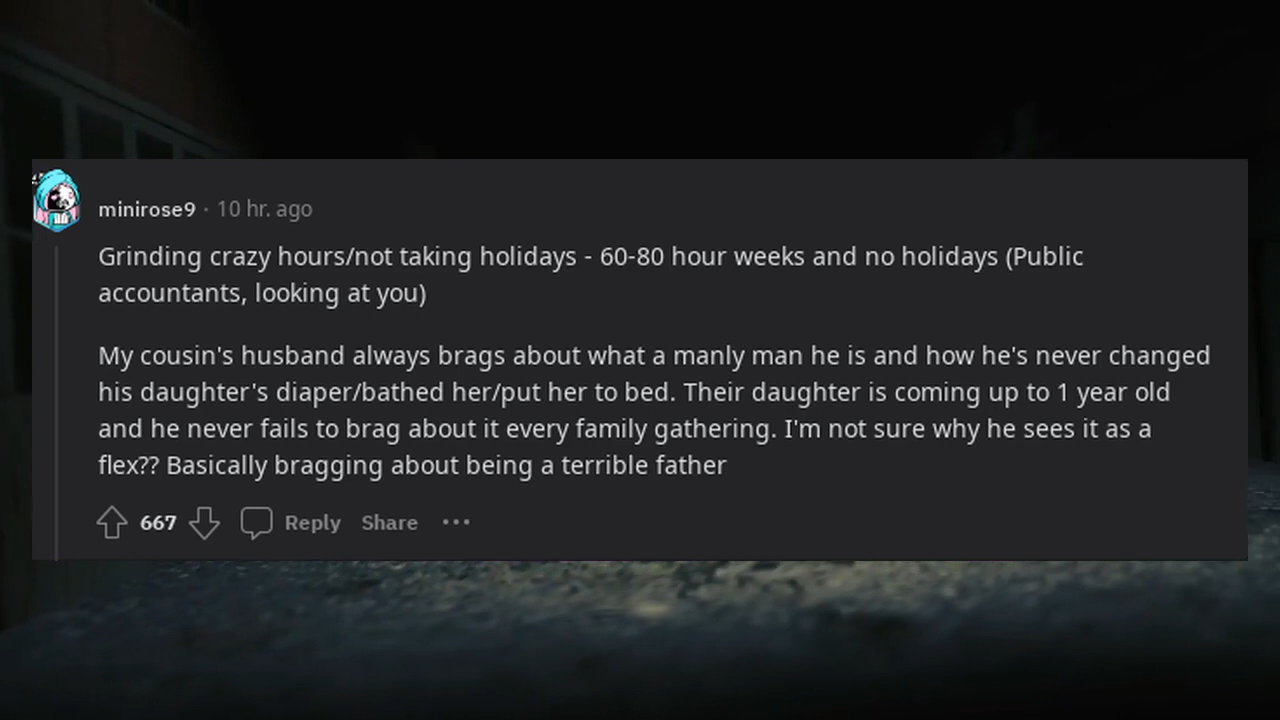 minirose9 · 10 hr. ago
Grinding crazy hours/not taking holidays - 60-80 hour weeks and no holidays (Public
accountants, looking at you)
My cousin's husband always brags about what a manly man he is and how he's never changed
his daughter's diaper/bathed her/put her to bed. Their daughter is coming up to 1 year old
and he never fails to brag about it every family gathering. I'm not sure why he sees it as a
flex?? Basically bragging about being a terrible father
667 Reply Share ···